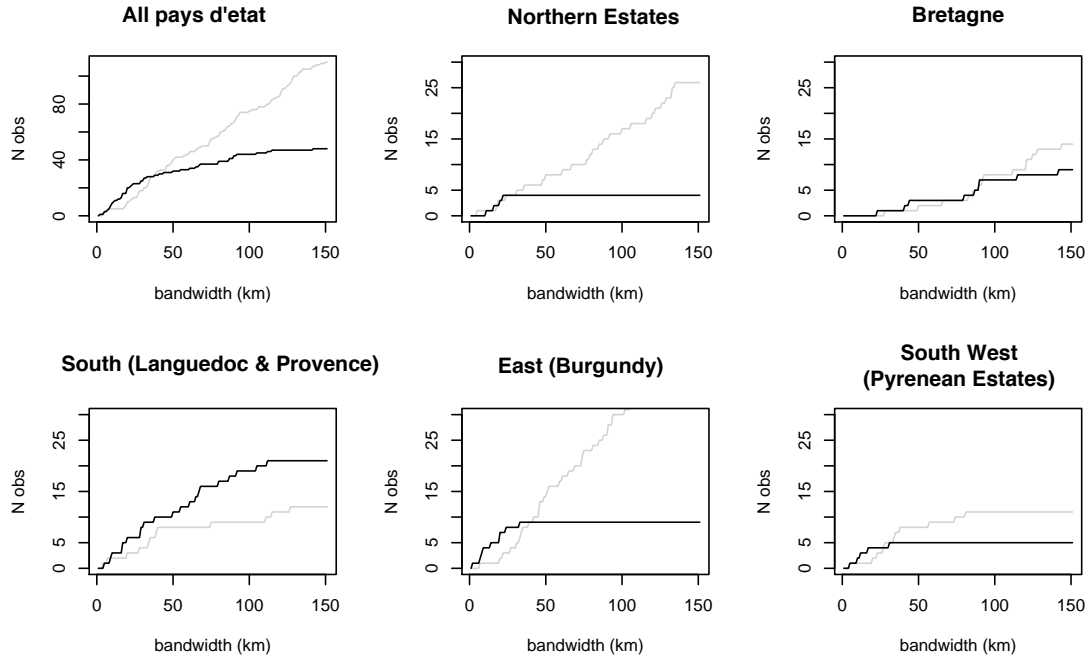 All pays d'etat
N obs
0
40
80
0
50
100
150
bandwidth (km)
Northern Estates
N obs
0
5
15
25
0
50
100
150
bandwidth (km)
Bretagne
N obs
0
5
15
25
0
50
100
150
bandwidth (km)
South (Languedoc & Provence)
N obs
0
5
15
25
0
50
100
150
bandwidth (km)
East (Burgundy)
N obs
0
5
15
25
0
50
100
150
bandwidth (km)
South West
(Pyrenean Estates)
N obs
0
5
15
25
0
50
100
150
bandwidth (km)